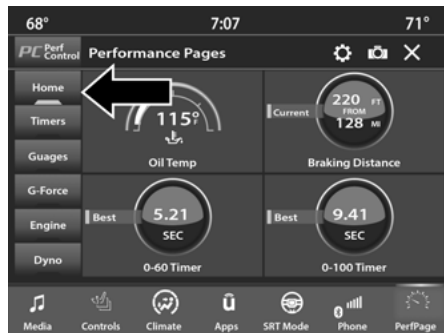 68° 7:07 71°
PC Perf Control Performance Pages
Home
Timers
Guages
G-Force
Engine
Dyno
115°
Oil Temp
Current
220 FT
FROM
128 MI
Braking Distance
Best
5.21
SEC
0-60 Timer
Best
9.41
SEC
0-100 Timer
Media Controls Climate Apps SRT Mode Phone PerfPage